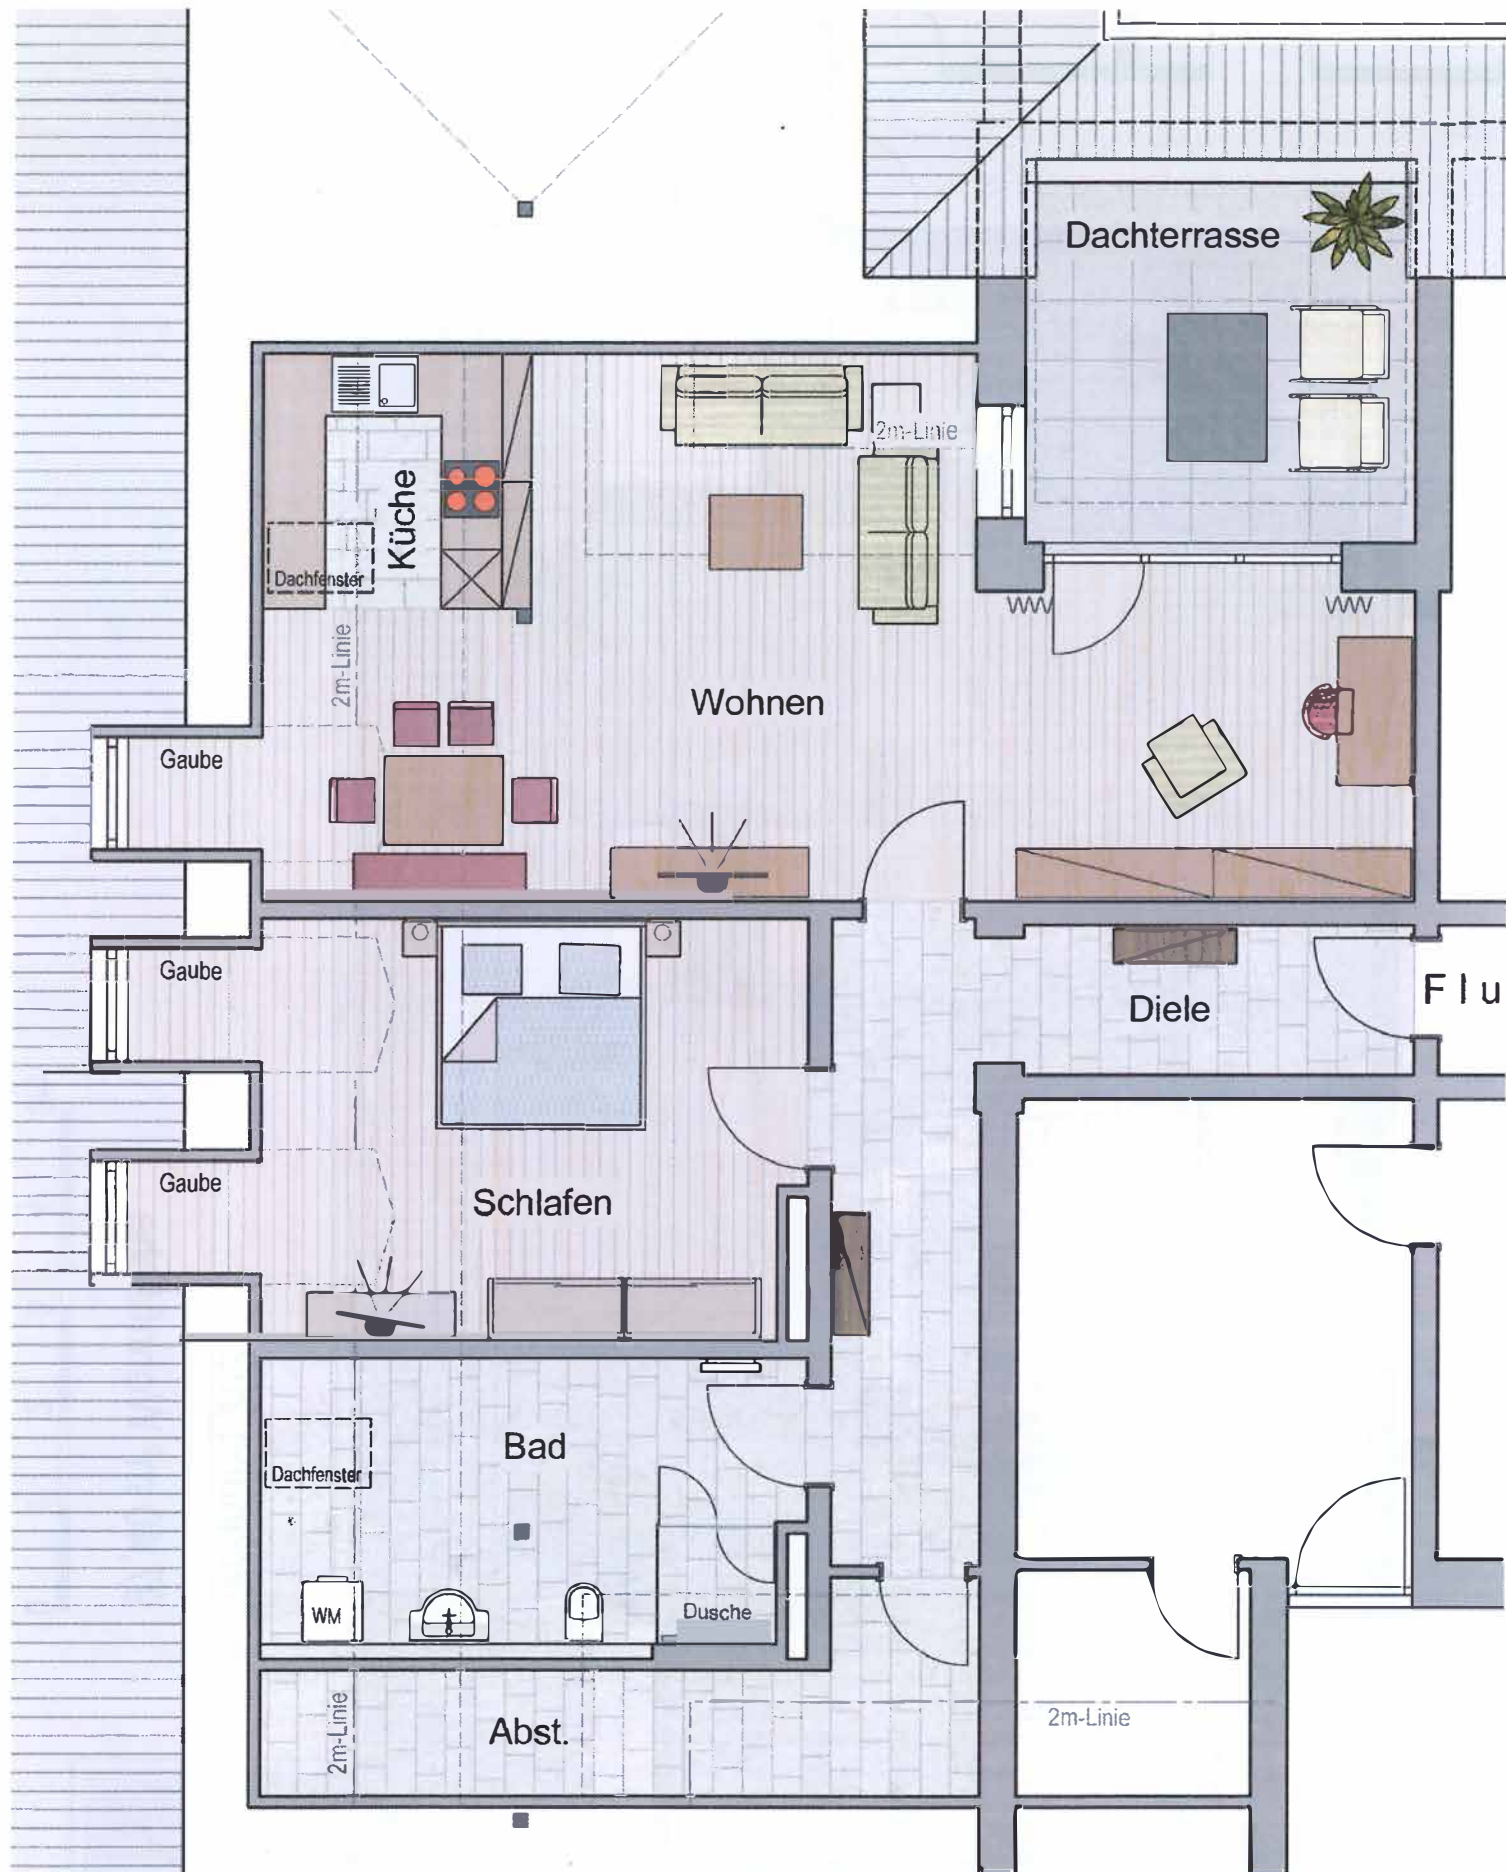 Dachterrasse
2m-Linie
Küche
Dachfenster
2m-Linie
Wohnen
Gaube
Gaube
Diele
Flu
Gaube
Schlafen
Bad
Dachfenster
WM
Dusche
2m-Linie
Abst.
2m-Linie